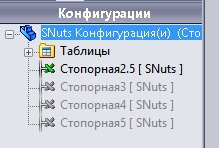 Конфигурации
SNuts Конфигурация(и) (Сто
Таблицы
Стопорная2.5 [ SNuts ]
Стопорная3 [ SNuts ]
Стопорная4 [ SNuts ]
Стопорная5 [ SNuts ]